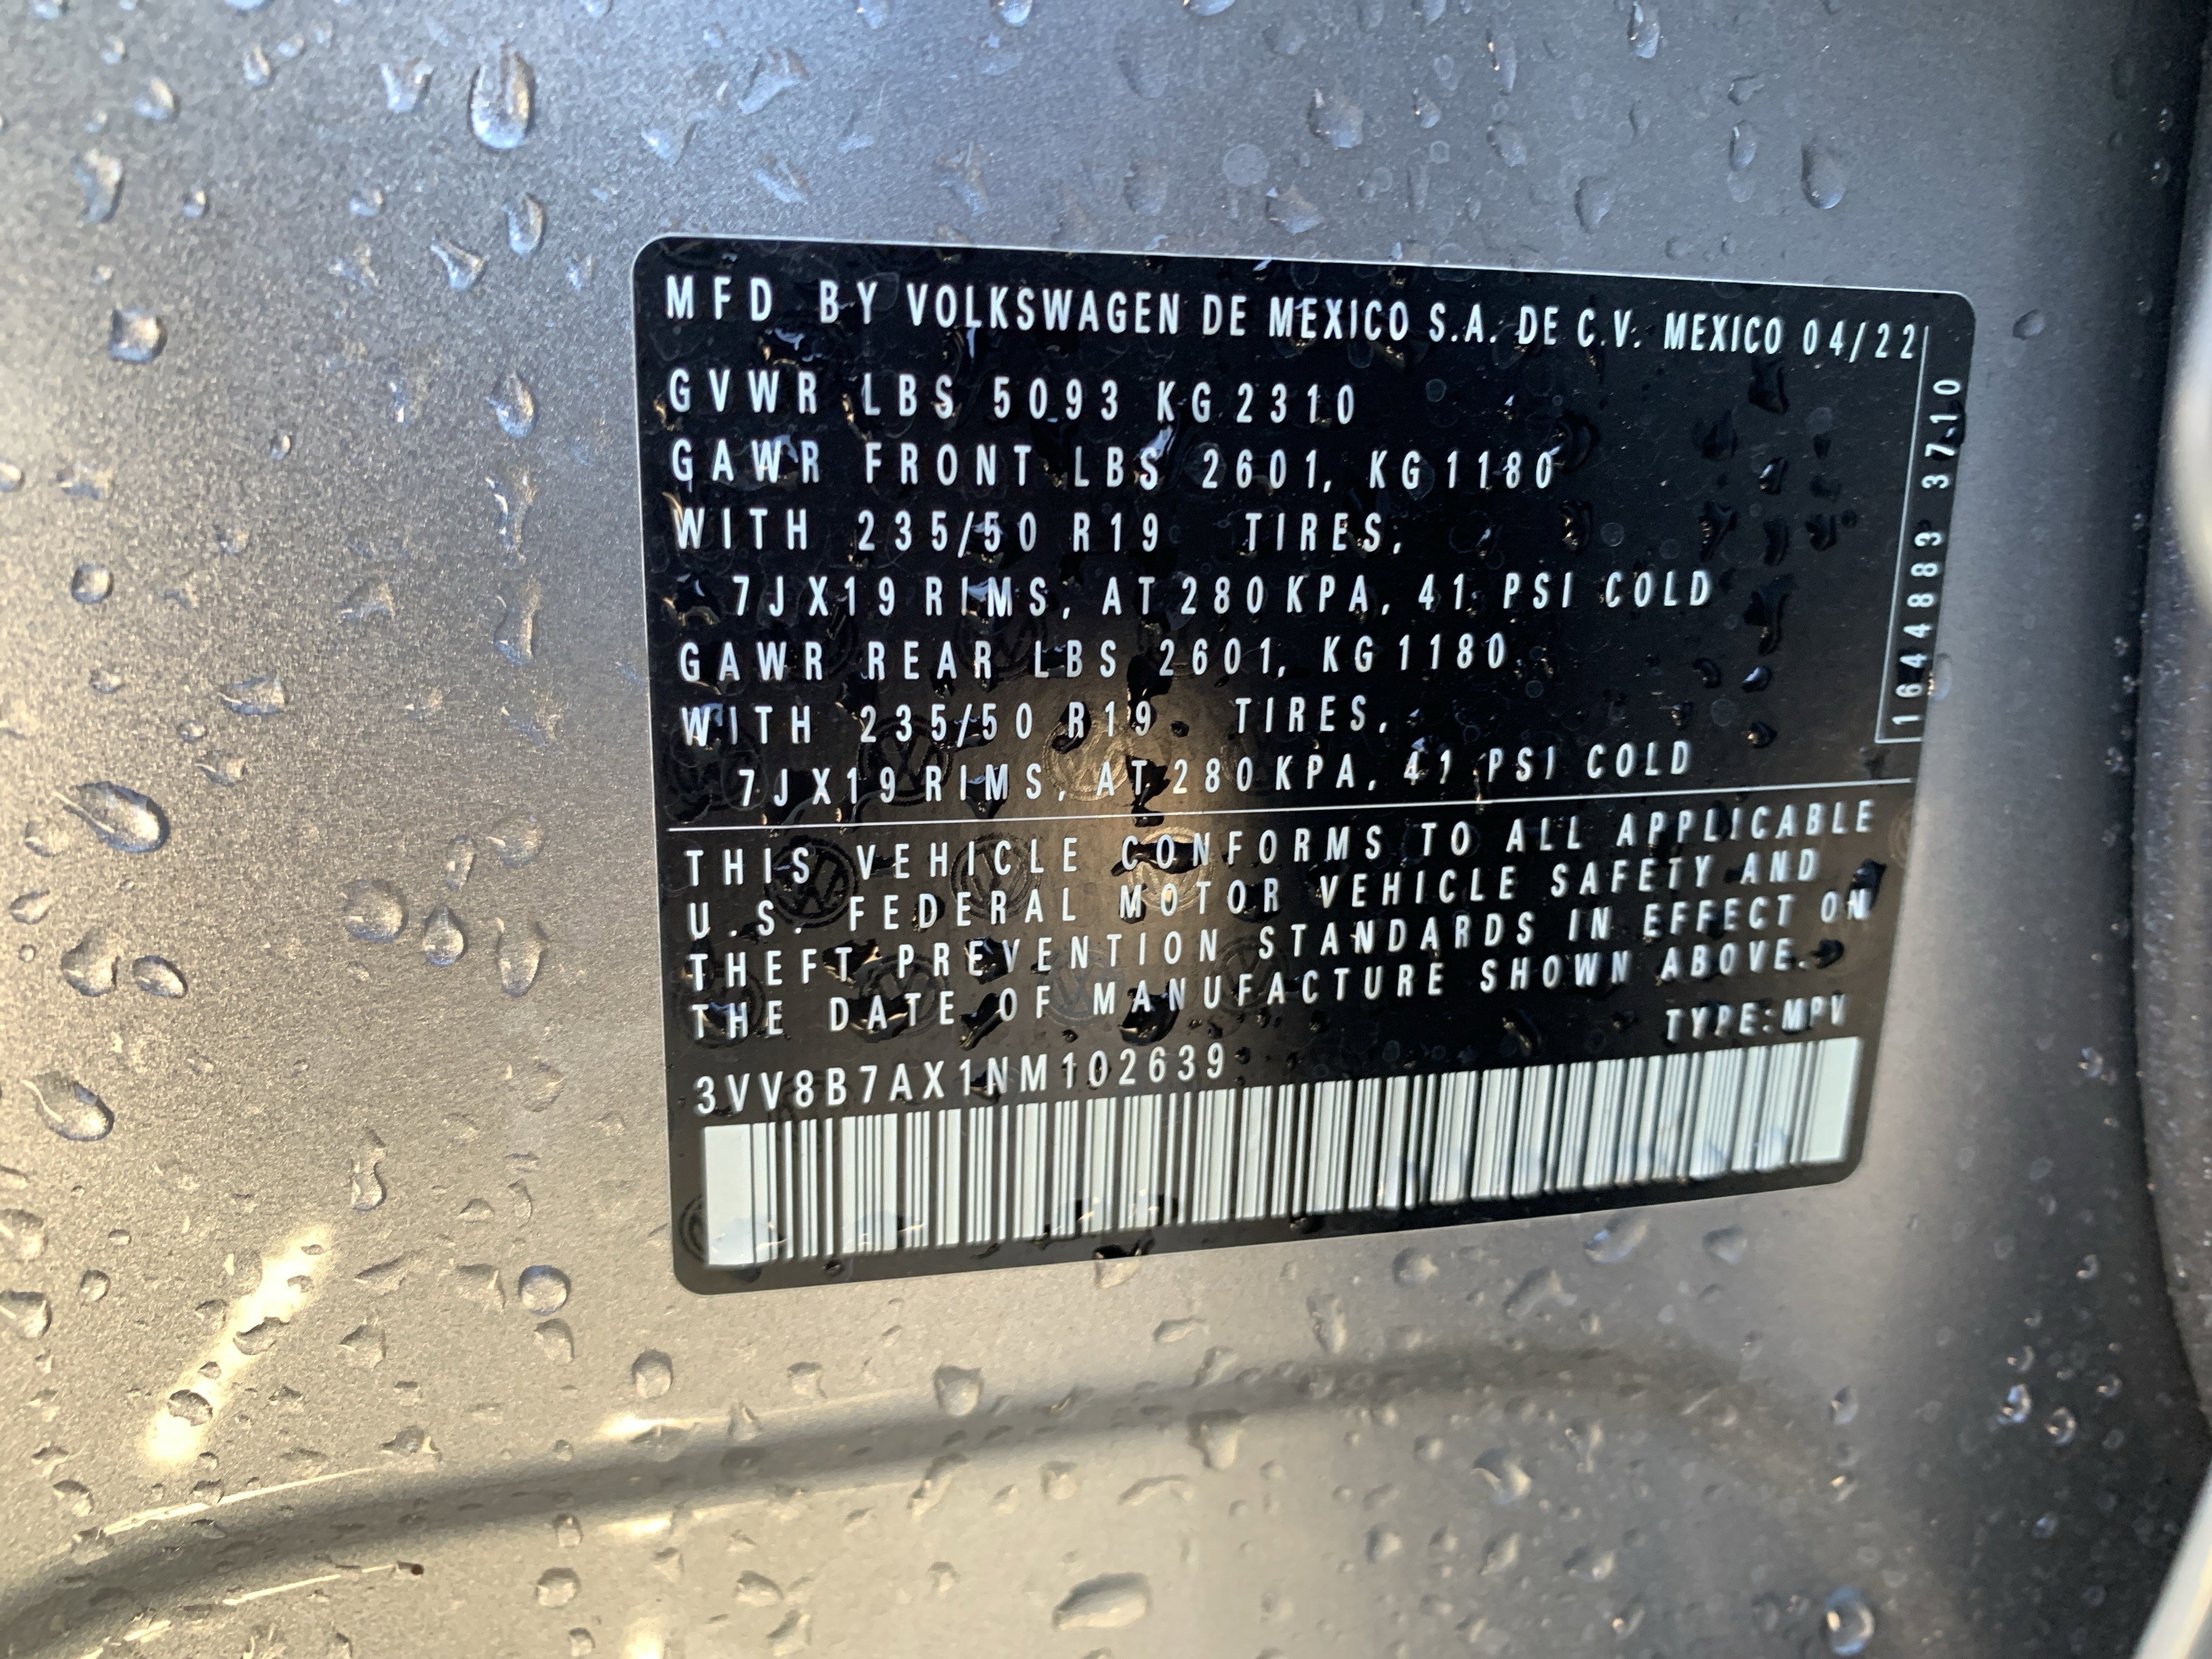 MFD BY VOLKSWAGEN DE MEXICO S.A. DE C.V. MEXICO 04/22
GVWR LBS 5093 KG 2310
GAWR FRONT LBS 2601, KG 1180
WITH 235/50 R19 TIRES,
7JX19 RIMS, AT 280 KPA, 41 PSI COLD
GAWR REAR LBS 2601, KG 1180
WITH 235/50 R19 TIRES,
7JX19 RIMS, AT 280 KPA, 41 PSI COLD
1644883 3710
THIS VEHICLE CONFORMS TO ALL APPLICABLE
U.S. FEDERAL MOTOR VEHICLE SAFETY AND
THEFT PREVENTION STANDARDS IN EFFECT ON
THE DATE OF MANUFACTURE SHOWN ABOVE.
TYPE: MPV
3VV8B7AX1NM102639